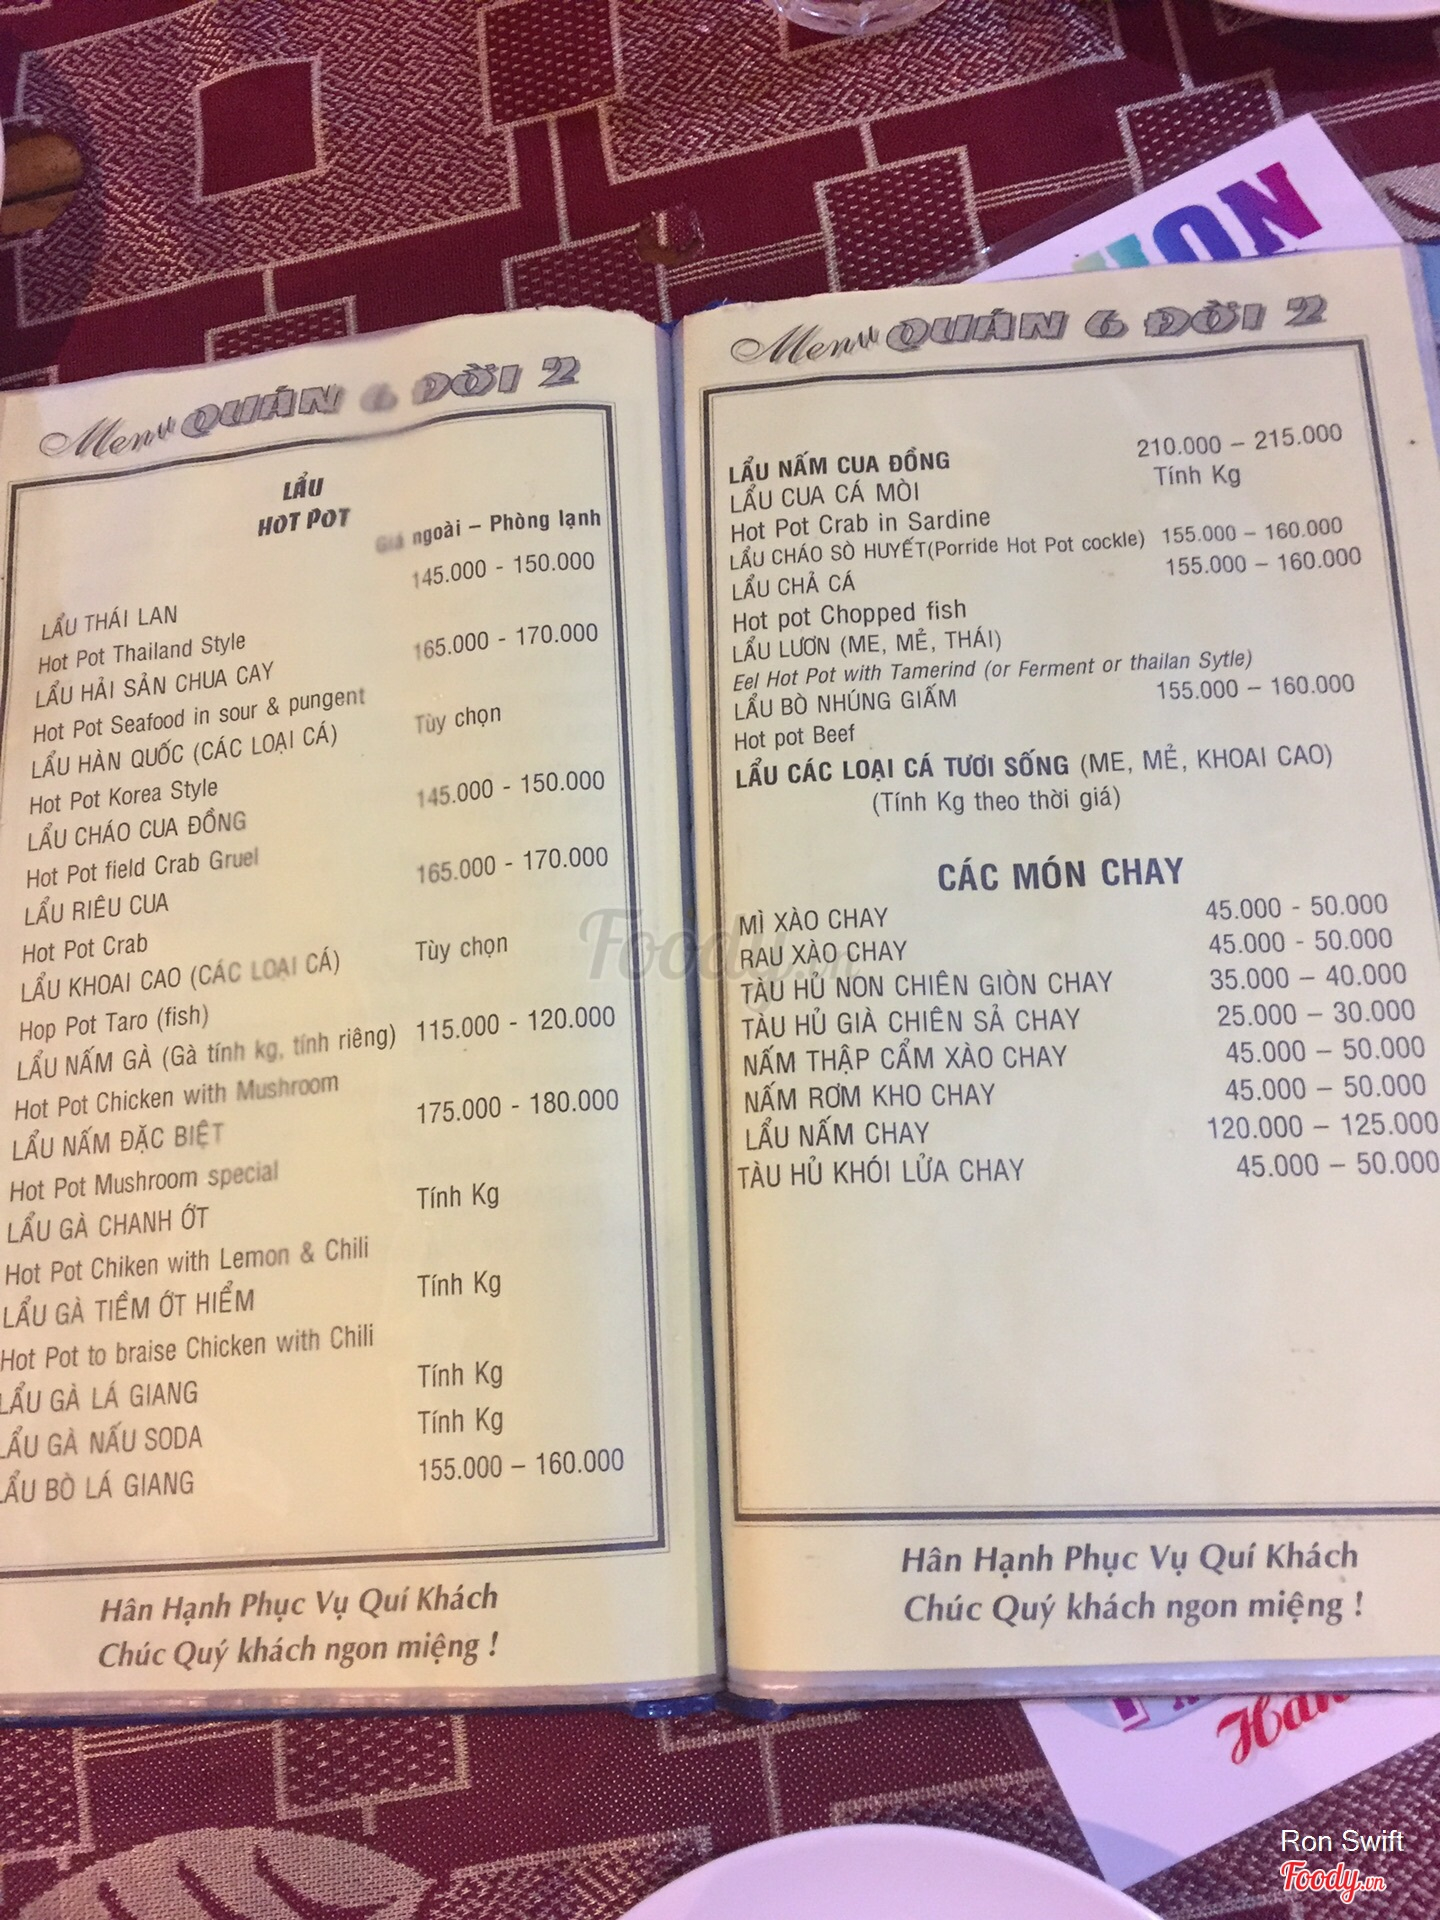 Menu QUÁN 6 ĐỜI 2
LẨU
HOT POT
Giá ngoài – Phòng lạnh
145.000 - 150.000
LẨU THÁI LAN
Hot Pot Thailand Style
165.000 - 170.000
LẨU HẢI SẢN CHUA CAY
Hot Pot Seafood in sour & pungent
Tùy chọn
LẨU HÀN QUỐC (CÁC LOẠI CÁ)
Hot Pot Korea Style
145.000 - 150.000
LẨU CHÁO CUA ĐỒNG
Hot Pot field Crab Gruel
165.000 - 170.000
LẨU RIÊU CUA
Hot Pot Crab
Tùy chọn
LẨU KHOAI CAO (CÁC LOẠI CÁ)
Hop Pot Taro (fish)
LẨU NẤM GÀ (Gà tính kg, tính riêng) 115.000 - 120.000
Hot Pot Chicken with Mushroom
175.000 - 180.000
LẨU NẤM ĐẶC BIỆT
Hot Pot Mushroom special
Tính Kg
LẨU GÀ CHANH ỚT
Hot Pot Chiken with Lemon & Chili
Tính Kg
LẨU GÀ TIỀM ỚT HIỂM
Hot Pot to braise Chicken with Chili
LẨU GÀ LÁ GIANG Tính Kg
LẨU GÀ NẤU SODA Tính Kg
LẨU BÒ LÁ GIANG 155.000 – 160.000
Hân Hạnh Phục Vụ Quí Khách
Chúc Quý khách ngon miệng !
Menu QUÁN 6 ĐỜI 2
LẨU NẤM CUA ĐỒNG 210.000 – 215.000
LẨU CUA CÁ MÒI Tính Kg
Hot Pot Crab in Sardine
LẨU CHÁO SÒ HUYẾT(Porride Hot Pot cockle) 155.000 – 160.000
LẨU CHẢ CÁ 155.000 – 160.000
Hot pot Chopped fish
LẨU LƯƠN (ME, MẺ, THÁI)
Eel Hot Pot with Tamerind (or Ferment or thailan Sytle)
LẨU BÒ NHÚNG GIẤM 155.000 – 160.000
Hot pot Beef
LẨU CÁC LOẠI CÁ TƯƠI SỐNG (ME, MẺ, KHOAI CAO)
(Tính Kg theo thời giá)
CÁC MÓN CHAY
MÌ XÀO CHAY 45.000 - 50.000
RAU XÀO CHAY 45.000 - 50.000
TÀU HỦ NON CHIÊN GIÒN CHAY 35.000 – 40.000
TÀU HỦ GIÀ CHIÊN SẢ CHAY 25.000 – 30.000
NẤM THẬP CẨM XÀO CHAY 45.000 – 50.000
NẤM RƠM KHO CHAY 45.000 – 50.000
LẨU NẤM CHAY 120.000 – 125.000
TÀU HỦ KHÓI LỬA CHAY 45.000 – 50.000
Hân Hạnh Phục Vụ Quí Khách
Chúc Quý khách ngon miệng !
Foody.vn
Ron Swift
Foody.vn